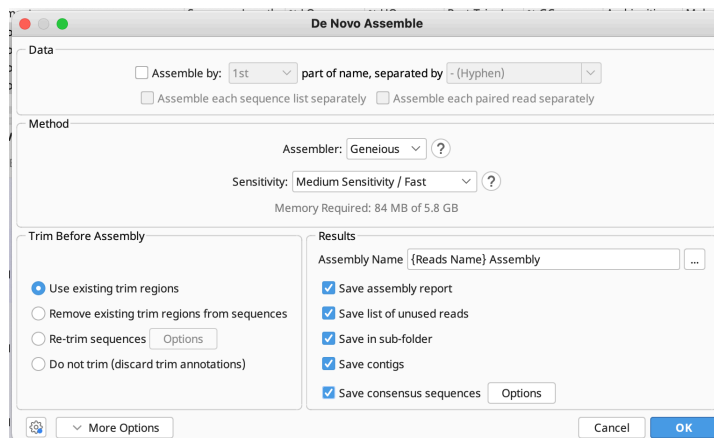 De Novo Assemble
Data
Assemble by: 1st part of name, separated by - (Hyphen)
Assemble each sequence list separately Assemble each paired read separately
Method
Assembler: Geneious ?
Sensitivity: Medium Sensitivity / Fast ?
Memory Required: 84 MB of 5.8 GB
Trim Before Assembly
Use existing trim regions
Remove existing trim regions from sequences
Re-trim sequences Options
Do not trim (discard trim annotations)
Results
Assembly Name {Reads Name} Assembly ...
Save assembly report
Save list of unused reads
Save in sub-folder
Save contigs
Save consensus sequences Options
More Options Cancel OK